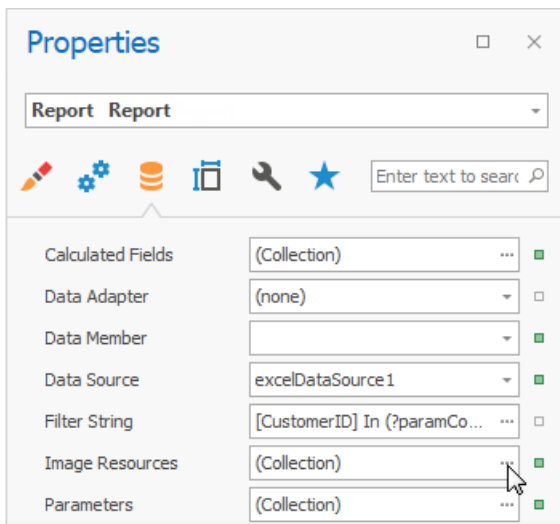 Properties
Report Report
Enter text to searc
Calculated Fields (Collection) ...
Data Adapter (none)
Data Member
Data Source excelDataSource1
Filter String [CustomerID] In (?paramCo... ...
Image Resources (Collection) ...
Parameters (Collection) ...